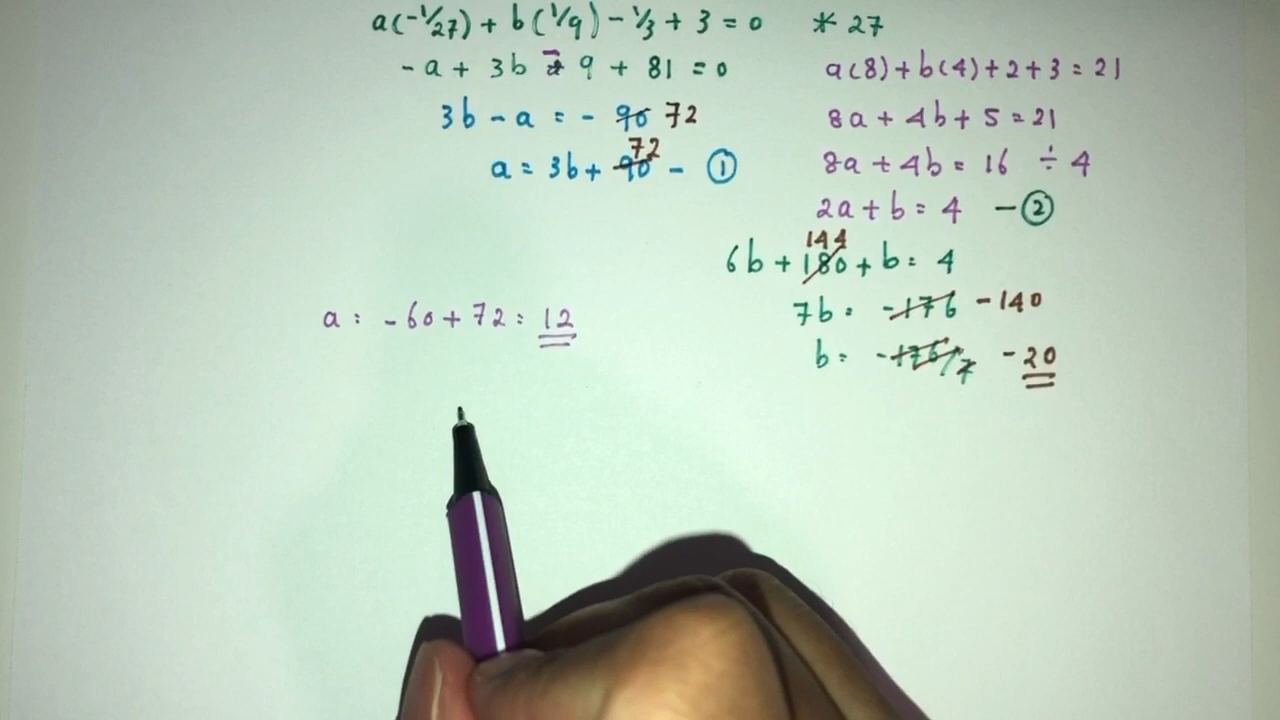 a(-1/27) + b(1/9) - 1/3 + 3 = 0 * 27
-a + 3b - 9 + 81 = 0
3b - a = - 90 72
72
a = 3b + 90 - ①
a(8) + b(4) + 2 + 3 = 21
8a + 4b + 5 = 21
8a + 4b = 16 ÷ 4
2a + b = 4 - ②
144
6b + 180 + b = 4
7b = -176 -140
b = -176/7 -20
a = -60 + 72 = 12